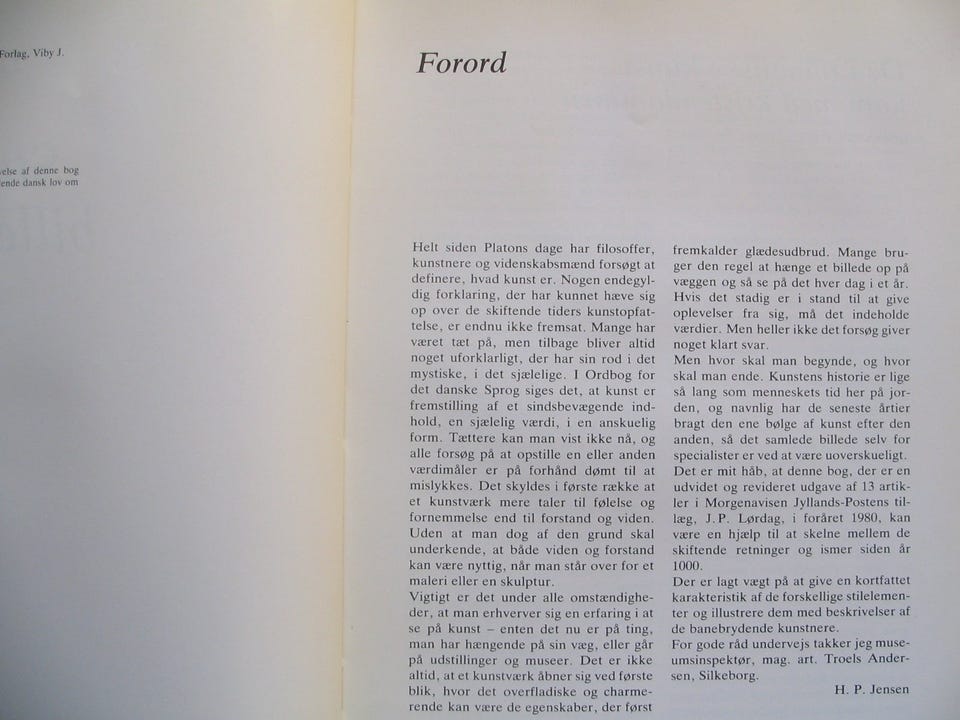 Forlag, Viby J.
af denne bog
dansk lov om
Forord
Helt siden Platons dage har filosoffer,
kunstnere og videnskabsmænd forsøgt at
definere, hvad kunst er. Nogen endegyl-
dig forklaring, der har kunnet hæve sig
op over de skiftende tiders kunstopfat-
telse, er endnu ikke fremsat. Mange har
været tæt på, men tilbage bliver altid
noget uforklarligt, der har sin rod i det
mystiske, i det sjælelige. I Ordbog for
det danske Sprog siges det, at kunst er
fremstilling af et sindsbevægende ind-
hold, en sjælelig værdi, i en anskuelig
form. Tættere kan man vist ikke nå, og
alle forsøg på at opstille en eller anden
værdimåler er på forhånd dømt til at
mislykkes. Det skyldes i første række at
et kunstværk mere taler til følelse og
fornemmelse end til forstand og viden.
Uden at man dog af den grund skal
underkende, at både viden og forstand
kan være nyttig, når man står over for et
maleri eller en skulptur.
Vigtigt er det under alle omstændighe-
der, at man erhverver sig en erfaring i at
se på kunst – enten det nu er på ting,
man har hængende på sin væg, eller går
på udstillinger og museer. Det er ikke
altid, at et kunstværk åbner sig ved første
blik, hvor det overfladiske og charme-
rende kan være de egenskaber, der først
fremkalder glædesudbrud. Mange bru-
ger den regel at hænge et billede op på
væggen og så se på det hver dag i et år.
Hvis det stadig er i stand til at give
oplevelser fra sig, må det indeholde
værdier. Men heller ikke det forsøg giver
noget klart svar.
Men hvor skal man begynde, og hvor
skal man ende. Kunstens historie er lige
så lang som menneskets tid her på jor-
den, og navnlig har de seneste årtier
bragt den ene bølge af kunst efter den
anden, så det samlede billede selv for
specialister er ved at være uoverskueligt.
Det er mit håb, at denne bog, der er en
udvidet og revideret udgave af 13 artik-
ler i Morgenavisen Jyllands-Postens til-
læg, J.P. Lørdag, i foråret 1980, kan
være en hjælp til at skelne mellem de
skiftende retninger og ismer siden år
1000.
Der er lagt vægt på at give en kortfattet
karakteristik af de forskellige stilelemen-
ter og illustrere dem med beskrivelser af
de banebrydende kunstnere.
For gode råd undervejs takker jeg muse-
umsinspektør, mag. art. Troels Ander-
sen, Silkeborg.
H. P. Jensen